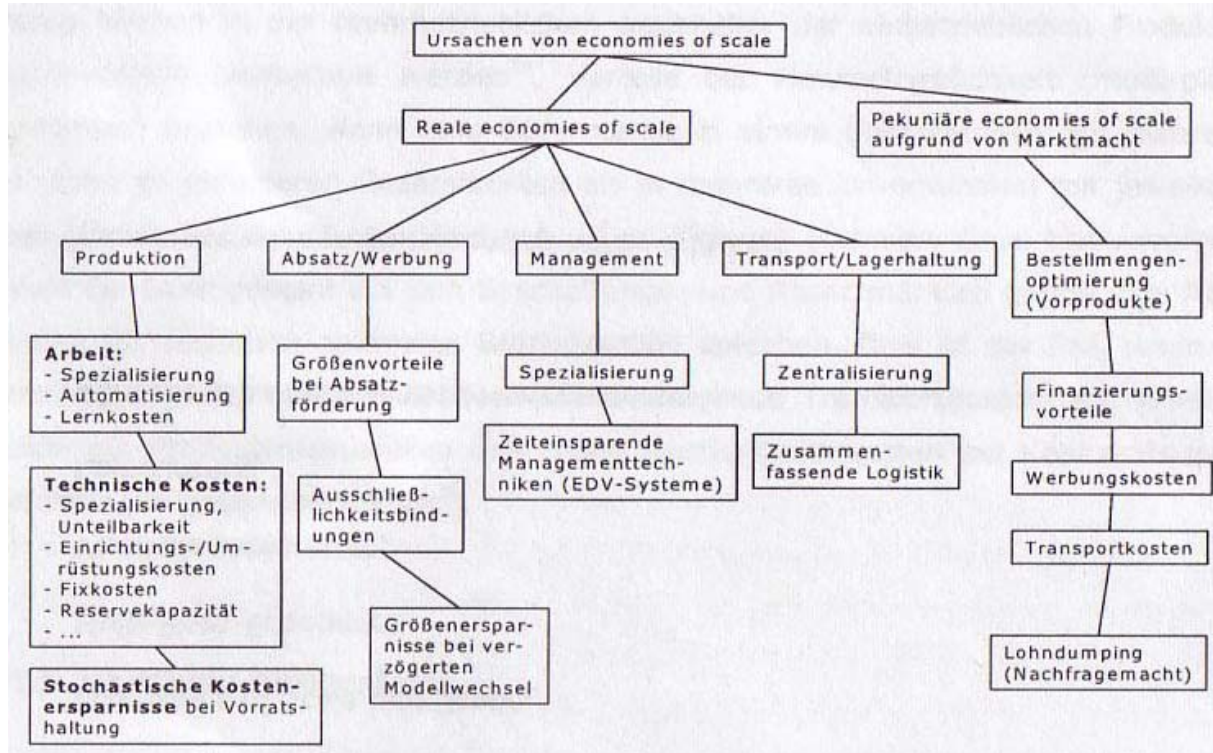 Ursachen von economies of scale
Reale economies of scale
Pekuniäre economies of scale
aufgrund von Marktmacht
Produktion
Absatz/Werbung
Management
Transport/Lagerhaltung
Bestellmengen-
optimierung
(Vorprodukte)
Arbeit:
- Spezialisierung
- Automatisierung
- Lernkosten
Größenvorteile
bei Absatz-
förderung
Spezialisierung
Zentralisierung
Finanzierungs-
vorteile
Zeiteinsparende
Managementtech-
niken (EDV-Systeme)
Zusammen-
fassende Logistik
Werbungskosten
Technische Kosten:
- Spezialisierung,
Unteilbarkeit
- Einrichtungs-/Um-
rüstungskosten
- Fixkosten
- Reservekapazität
- ...
Ausschließ-
lichkeitsbind-
ungen
Transportkosten
Größenerspar-
nisse bei ver-
zögerten
Modellwechsel
Lohndumping
(Nachfragemacht)
Stochastische Kosten-
ersparnisse bei Vorrats-
haltung